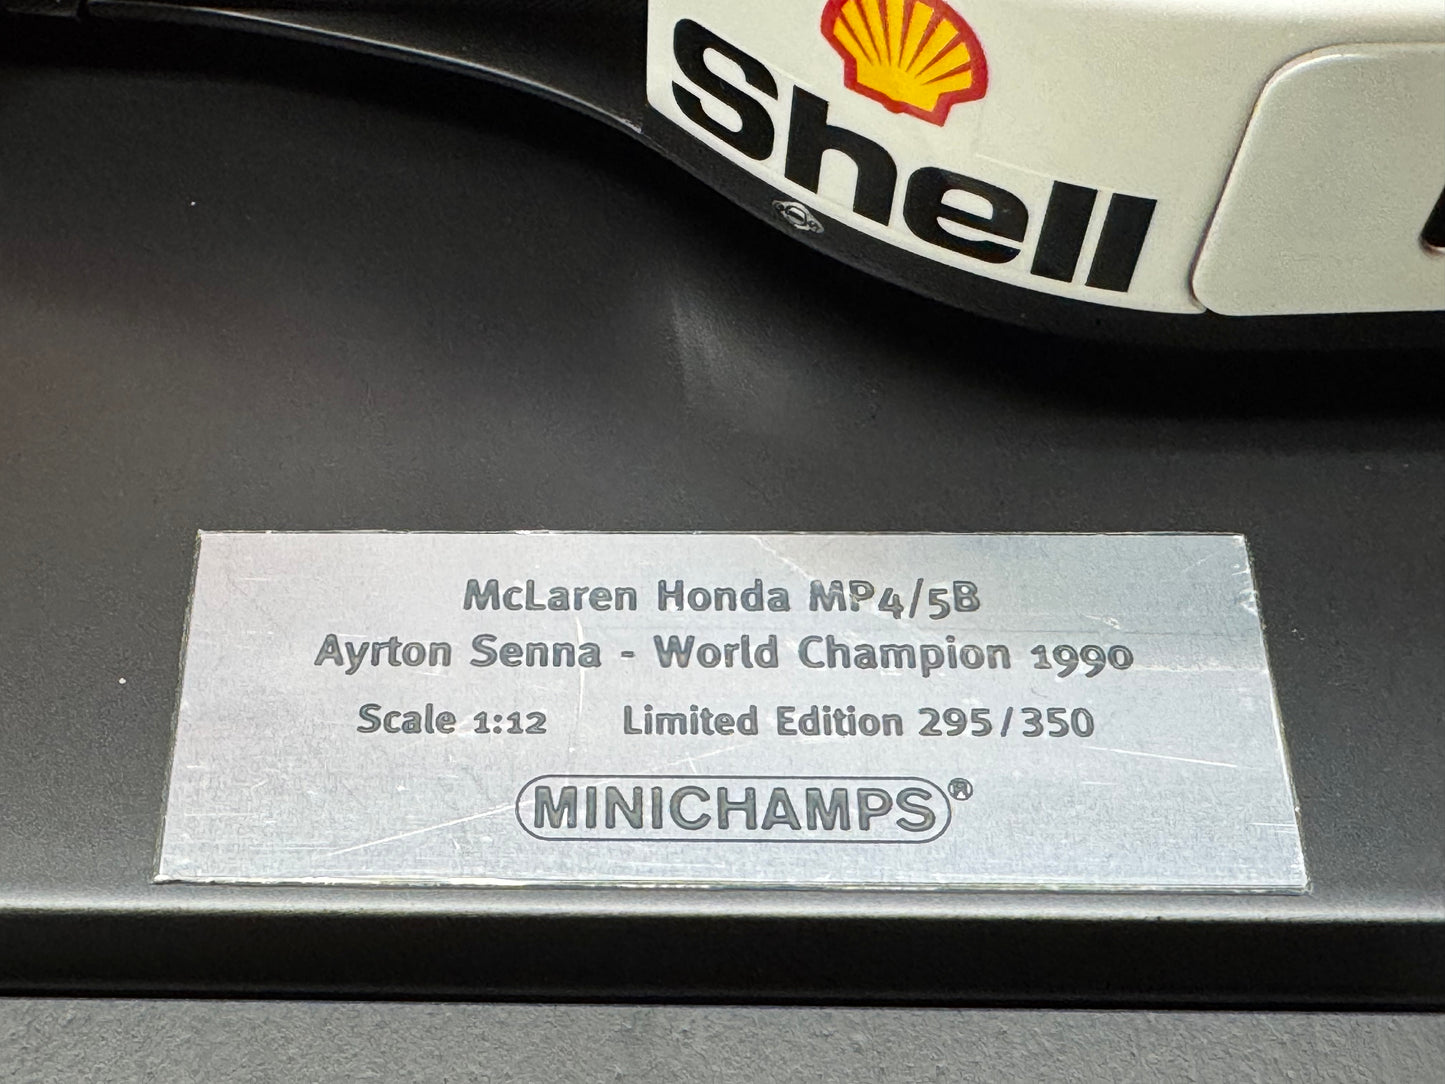 Shell
McLaren Honda MP4/5B
Ayrton Senna - World Champion 1990
Scale 1:12 Limited Edition 295/350
MINICHAMPS®